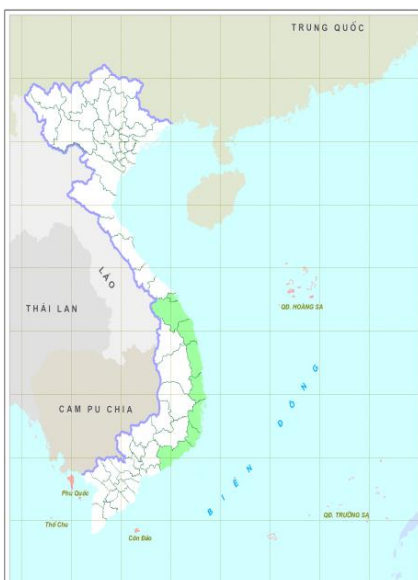 TRUNG QUỐC
LÀO
THÁI LAN
QĐ. HOÀNG SA
CAM PU CHIA
BIỂN ĐÔNG
Phú Quốc
QĐ. TRƯỜNG SA
Thổ Chu
Côn Đảo